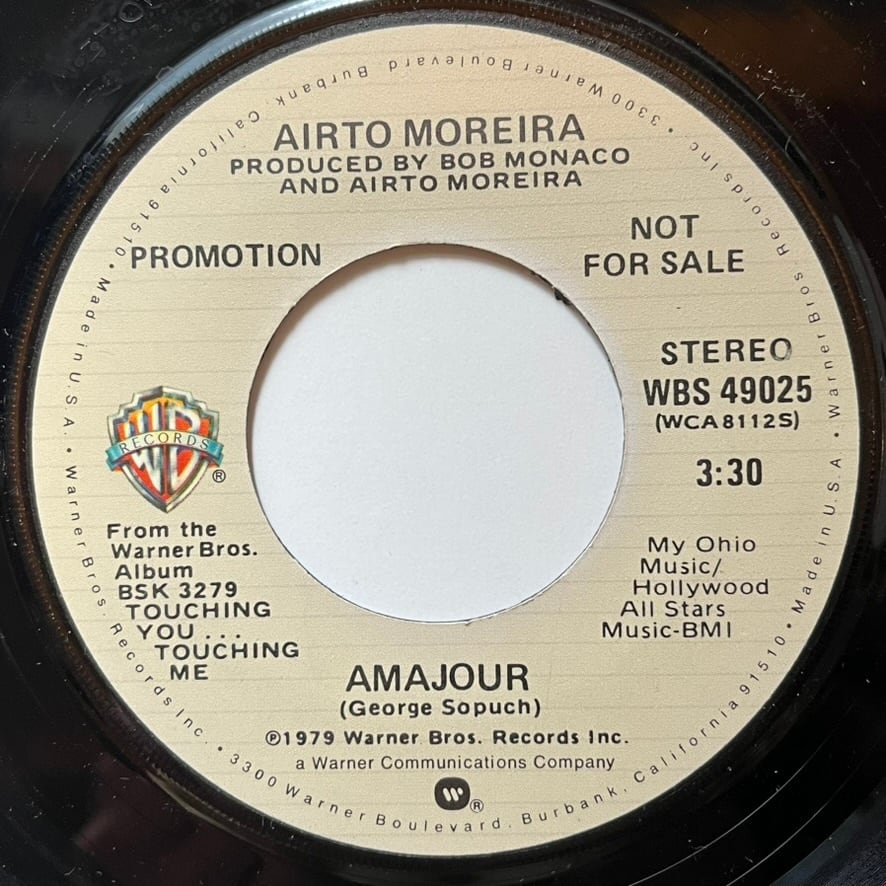 AIRTO MOREIRA
PRODUCED BY BOB MONACO
AND AIRTO MOREIRA
PROMOTION
NOT
FOR SALE
STEREO
WBS 49025
(WCA8112S)
3:30
WB
RECORDS
®
From the
Warner Bros.
Album
BSK 3279
TOUCHING
YOU ...
TOUCHING
ME
My Ohio
Music/
Hollywood
All Stars
Music-BMI
AMAJOUR
(George Sopuch)
℗1979 Warner Bros. Records Inc.
a Warner Communications Company
W®
Warner Bros. Records Inc. • 3300 Warner Boulevard, Burbank, California 91510 • Made in U.S.A. •
Warner Bros. Records Inc. • 3300 Warner Boulevard, Burbank, California 91510 • Made in U.S.A. •